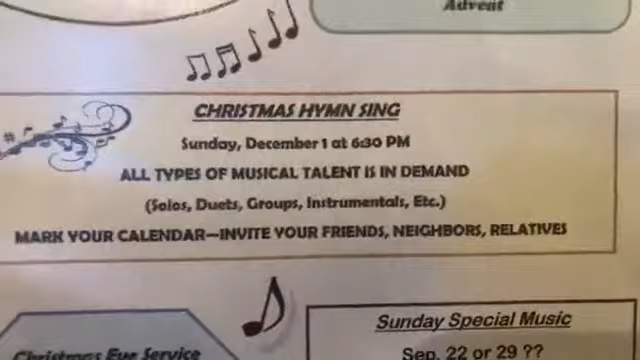 Advent
CHRISTMAS HYMN SING
Sunday, December 1 at 6:30 PM
ALL TYPES OF MUSICAL TALENT IS IN DEMAND
(Solos, Duets, Groups, Instrumentals, Etc.)
MARK YOUR CALENDAR—INVITE YOUR FRIENDS, NEIGHBORS, RELATIVES
Sunday Special Music
Christmas Eve Service
Sep. 22 or 29 ??